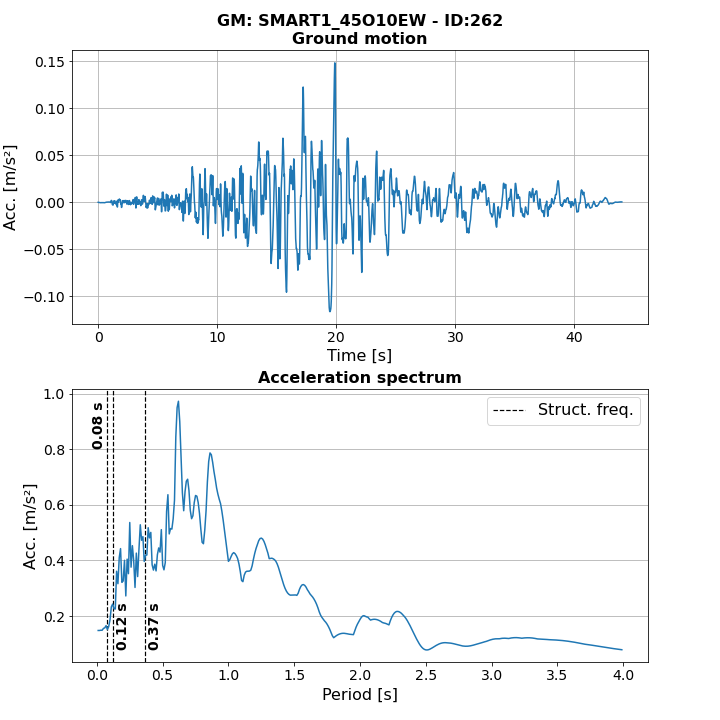 GM: SMART1_45O10EW - ID:262
Ground motion
0.15
0.10
0.05
0.00
−0.05
−0.10
Acc. [m/s²]
0
10
20
30
40
Time [s]
Acceleration spectrum
1.0
0.8
0.6
0.4
0.2
Acc. [m/s²]
0.08 s
0.12 s
0.37 s
Struct. freq.
0.0
0.5
1.0
1.5
2.0
2.5
3.0
3.5
4.0
Period [s]